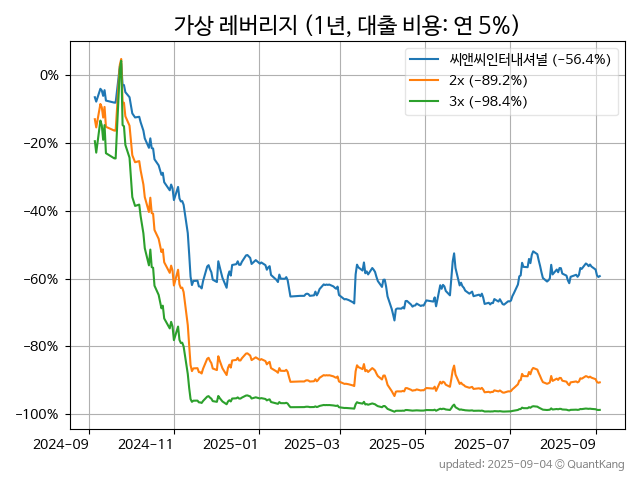 가상 레버리지 (1년, 대출 비용: 연 5%)
씨앤씨인터내셔널 (−56.4%)
2x (−89.2%)
3x (−98.4%)
0%
−20%
−40%
−60%
−80%
−100%
2024−09 2024−11 2025−01 2025−03 2025−05 2025−07 2025−09
updated: 2025-09-04 © QuantKang